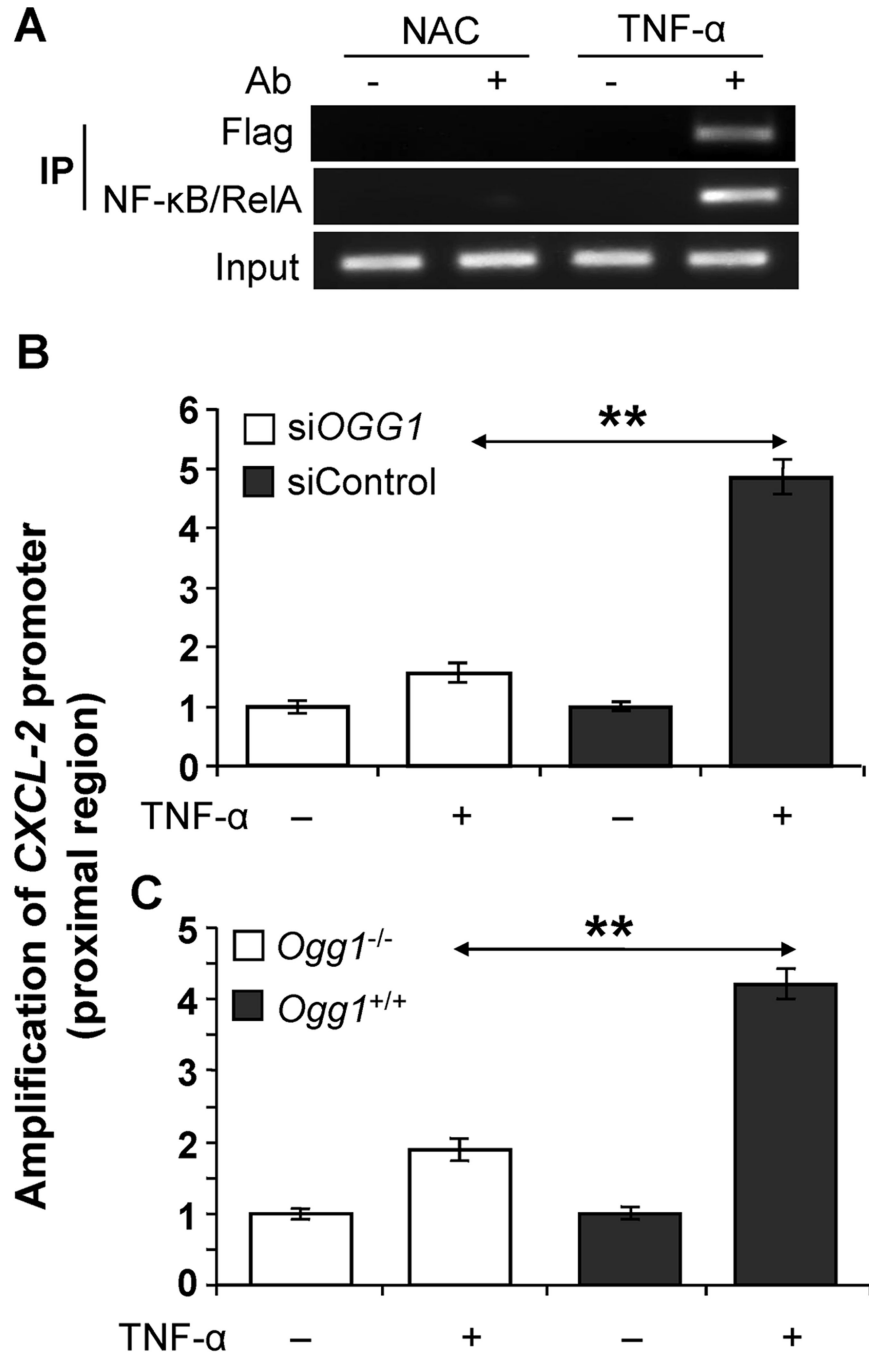 A
NAC TNF-α
Ab - + - +
IP
Flag
NF-κB/RelA
Input
B
Amplification of CXCL-2 promoter
(proximal region)
6
5
4
3
2
1
0
siOGG1
siControl
**
TNF-α – + – +
C
5
4
3
2
1
0
Ogg1-/-
Ogg1+/+
**
TNF-α – + – +